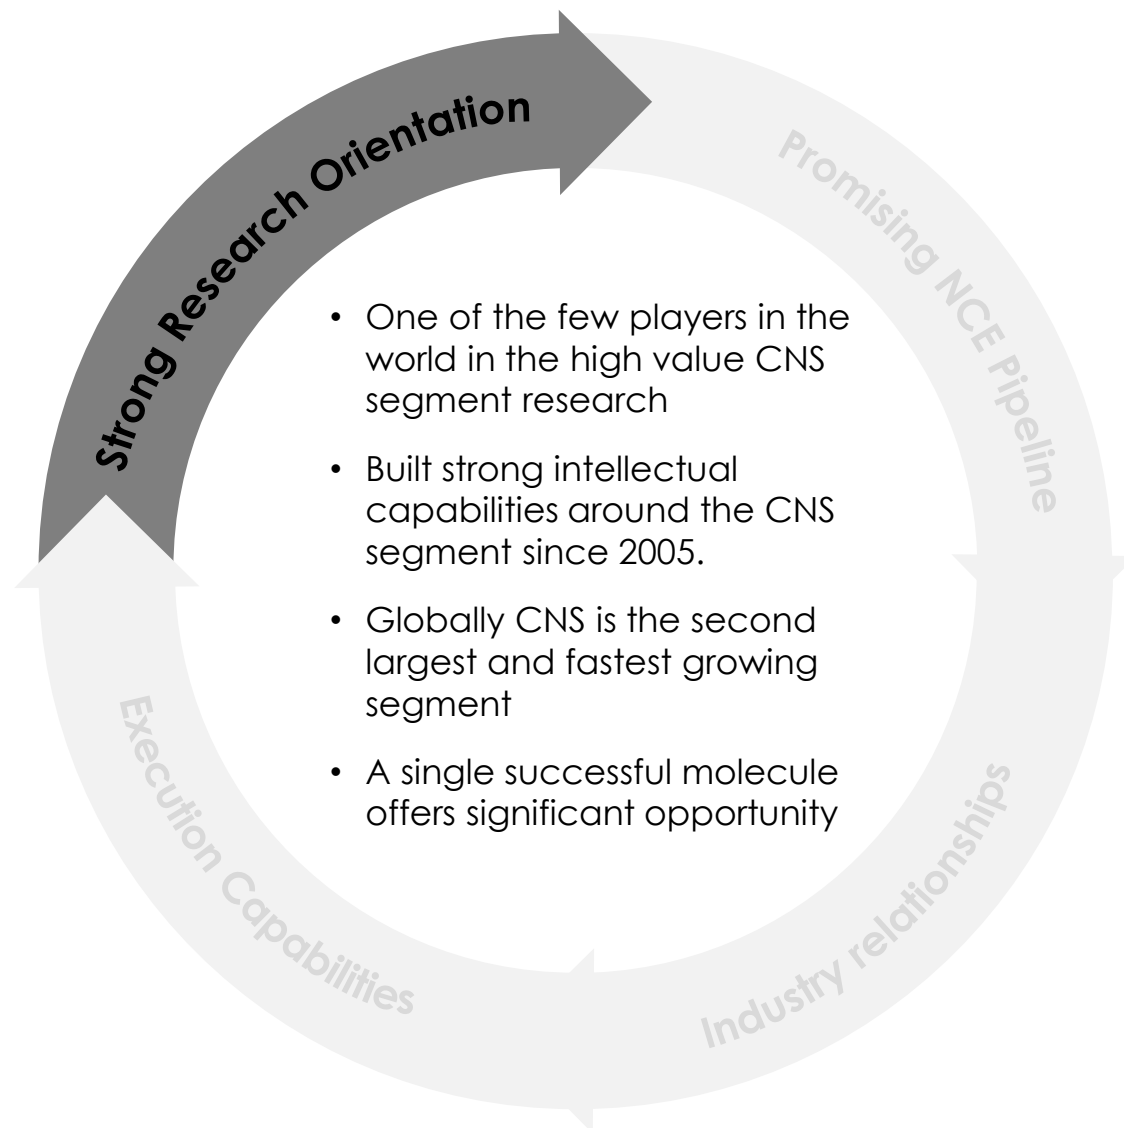 Strong Research Orientation
Promising NCE Pipeline
• One of the few players in the
world in the high value CNS
segment research
• Built strong intellectual
capabilities around the CNS
segment since 2005.
• Globally CNS is the second
largest and fastest growing
segment
• A single successful molecule
offers significant opportunity
Industry relationships
Execution Capabilities